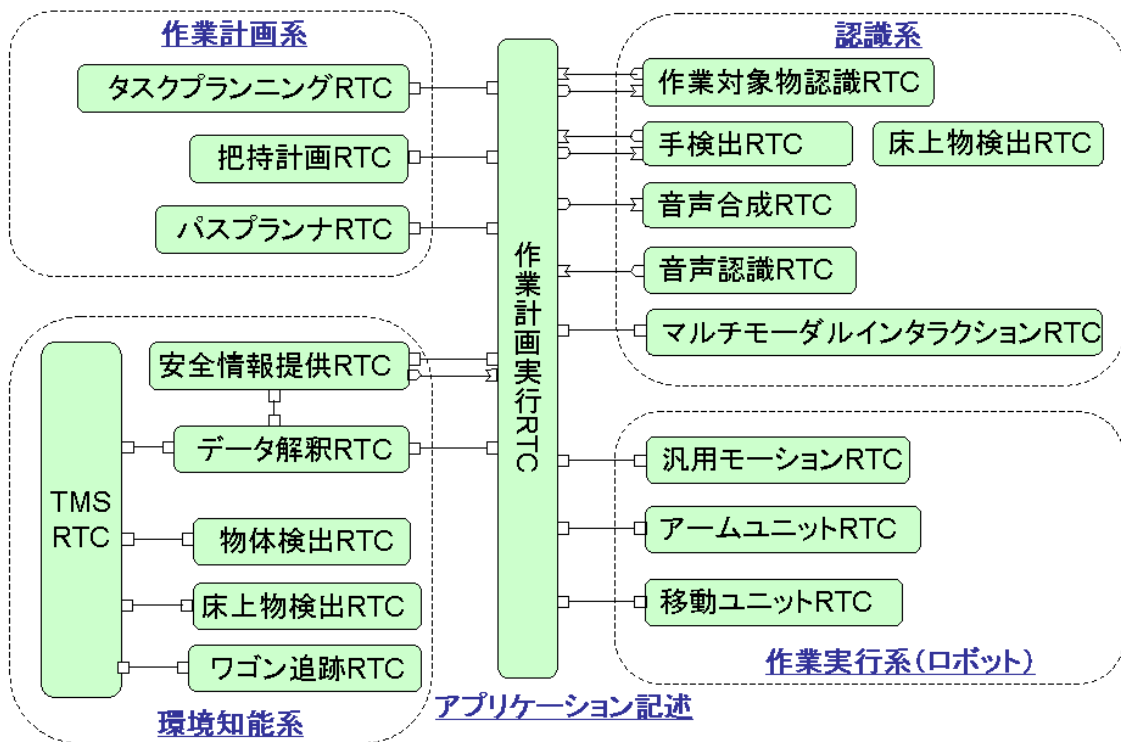 作業計画系
タスクプランニングRTC
把持計画RTC
パスプランナRTC
作業計画実行RTC
認識系
作業対象物認識RTC
手検出RTC
床上物検出RTC
音声合成RTC
音声認識RTC
マルチモーダルインタラクションRTC
TMS
RTC
安全情報提供RTC
データ解釈RTC
物体検出RTC
床上物検出RTC
ワゴン追跡RTC
環境知能系
アプリケーション記述
汎用モーションRTC
アームユニットRTC
移動ユニットRTC
作業実行系(ロボット)